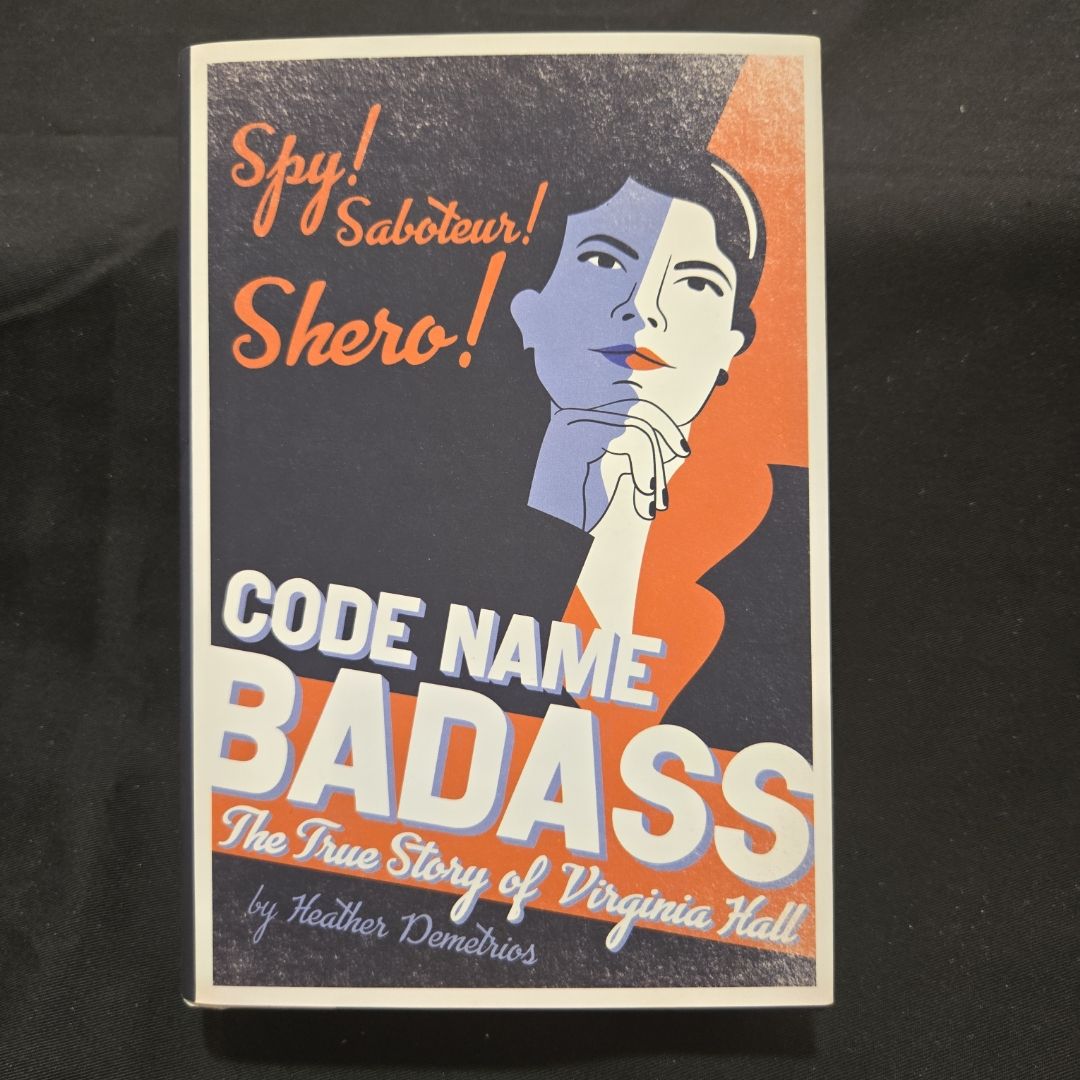 Spy!
Saboteur!
Shero!
CODE NAME
BADASS
The True Story of Virginia Hall
by Heather Demetrios